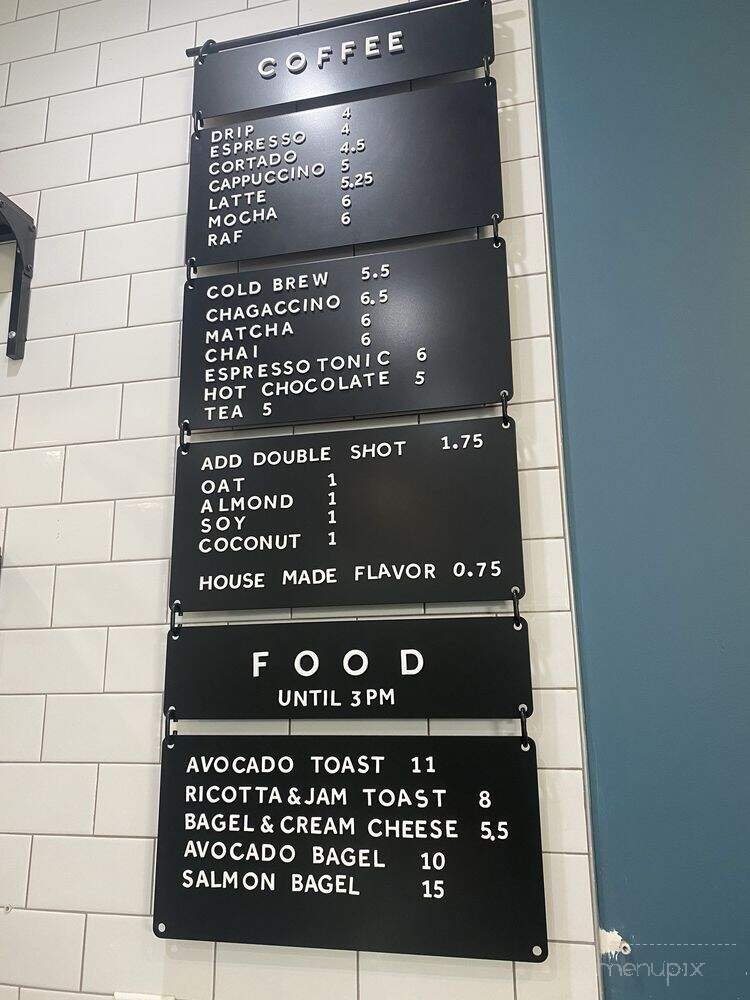 COFFEE
DRIP 4
ESPRESSO 4
CORTADO 4.5
CAPPUCCINO 5
LATTE 5.25
MOCHA 6
RAF 6
COLD BREW 5.5
CHAGACCINO 6.5
MATCHA 6
CHAI 6
ESPRESSO TONIC 6
HOT CHOCOLATE 5
TEA 5
ADD DOUBLE SHOT 1.75
OAT 1
ALMOND 1
SOY 1
COCONUT 1
HOUSE MADE FLAVOR 0.75
FOOD
UNTIL 3PM
AVOCADO TOAST 11
RICOTTA & JAM TOAST 8
BAGEL & CREAM CHEESE 5,5
AVOCADO BAGEL 10
SALMON BAGEL 15
menupix